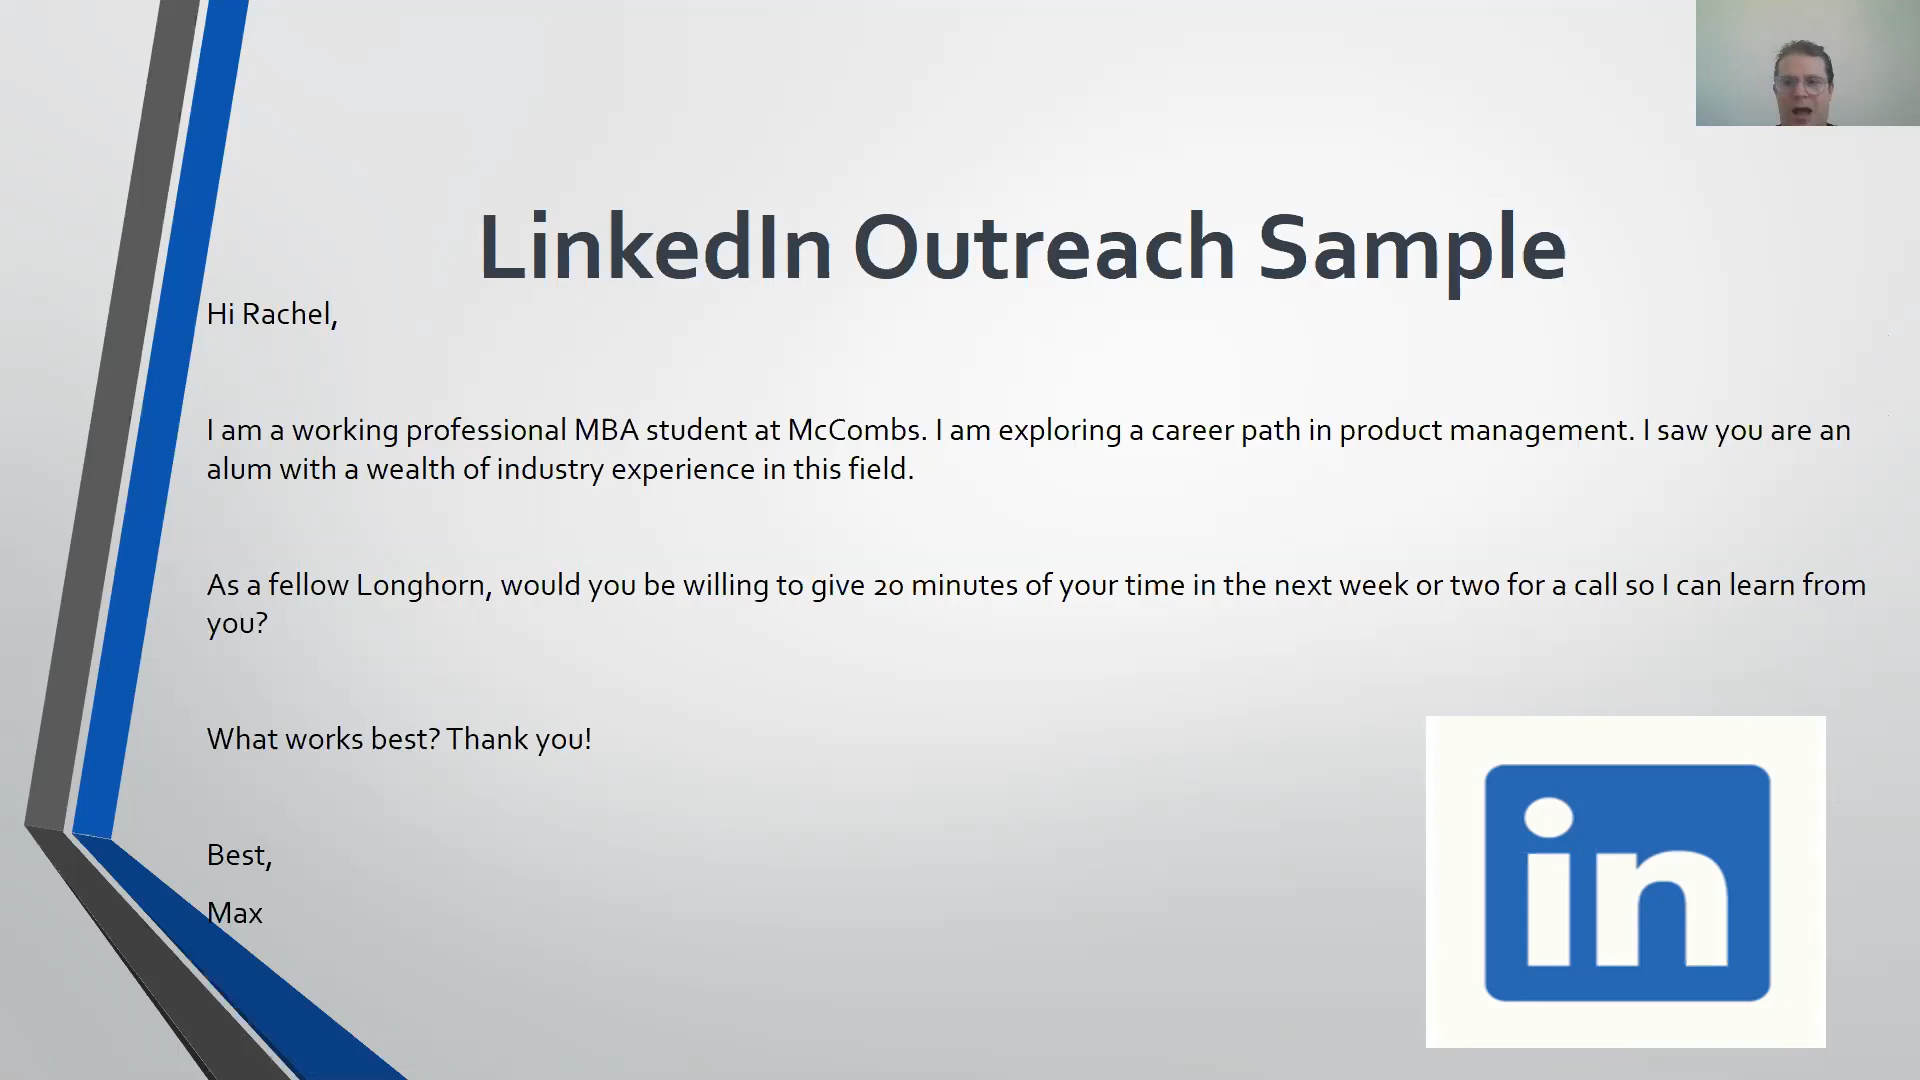 LinkedIn Outreach Sample
Hi Rachel,
I am a working professional MBA student at McCombs. I am exploring a career path in product management. I saw you are an
alum with a wealth of industry experience in this field.
As a fellow Longhorn, would you be willing to give 20 minutes of your time in the next week or two for a call so I can learn from
you?
What works best? Thank you!
Best,
Max
in